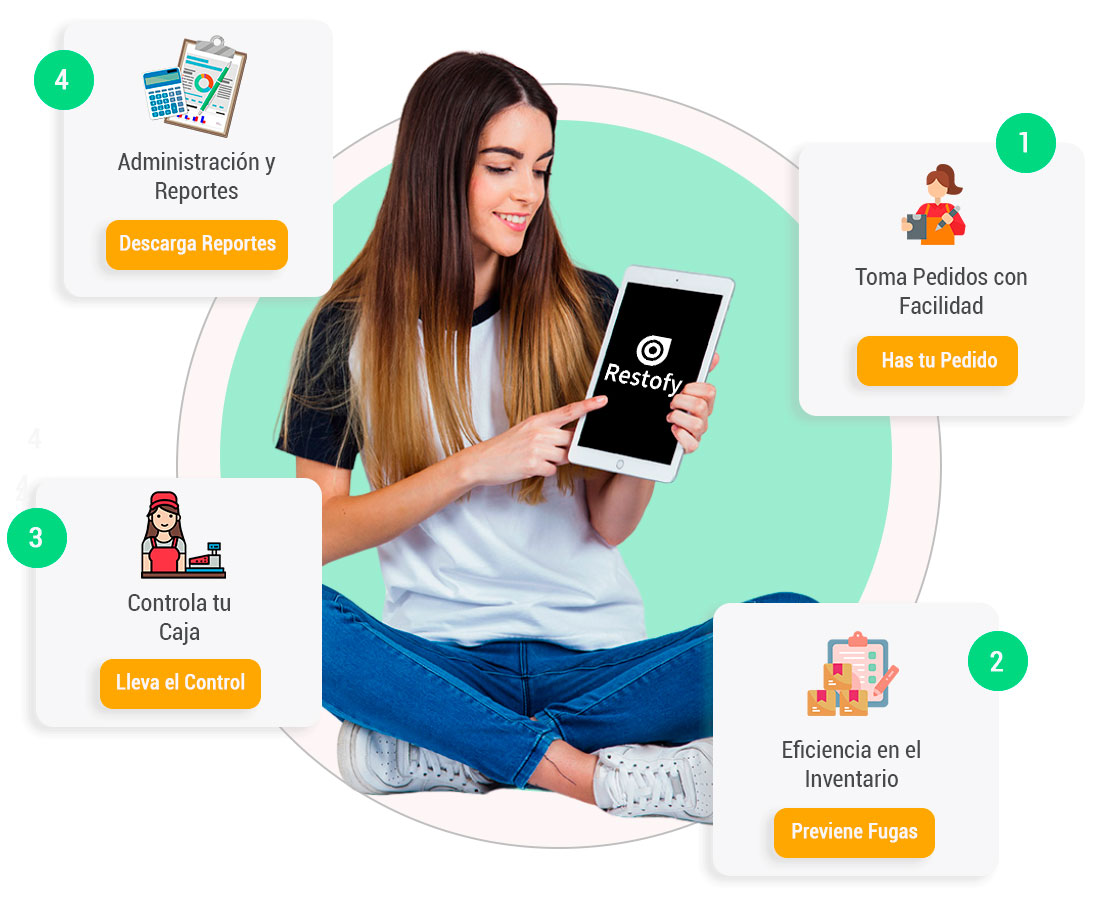 4
Administración y
Reportes
Descarga Reportes
1
Toma Pedidos con
Facilidad
Has tu Pedido
Restofy
4
3
Controla tu
Caja
Lleva el Control
2
Eficiencia en el
Inventario
Previene Fugas